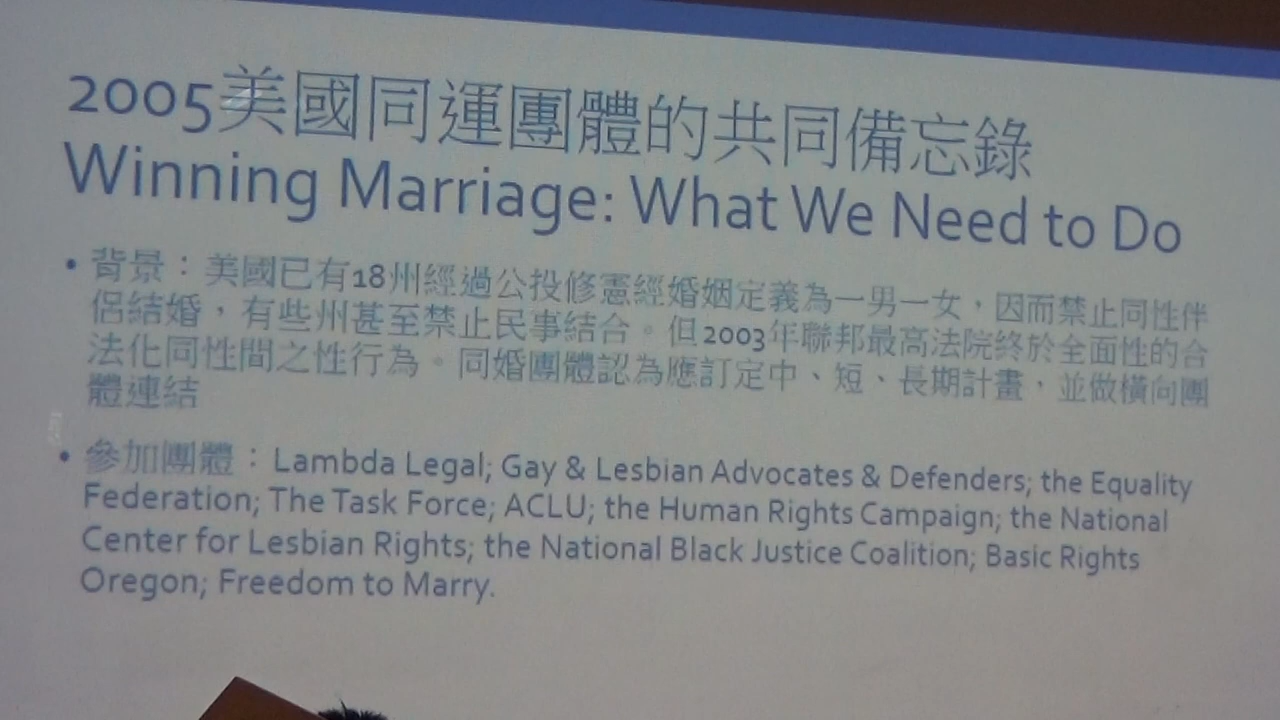 2005美國同運團體的共同備忘錄
Winning Marriage: What We Need to Do
• 背景：美國已有18州經過公投修憲經婚姻定義為一男一女，因而禁止同性伴
侶結婚，有些州甚至禁止民事結合。但2003年聯邦最高法院終於全面性的合
法化同性間之性行為。同婚團體認為應訂定中、短、長期計畫，並做橫向團
體連結
• 參加團體：Lambda Legal; Gay & Lesbian Advocates & Defenders; the Equality
Federation; The Task Force; ACLU; the Human Rights Campaign; the National
Center for Lesbian Rights; the National Black Justice Coalition; Basic Rights
Oregon; Freedom to Marry.